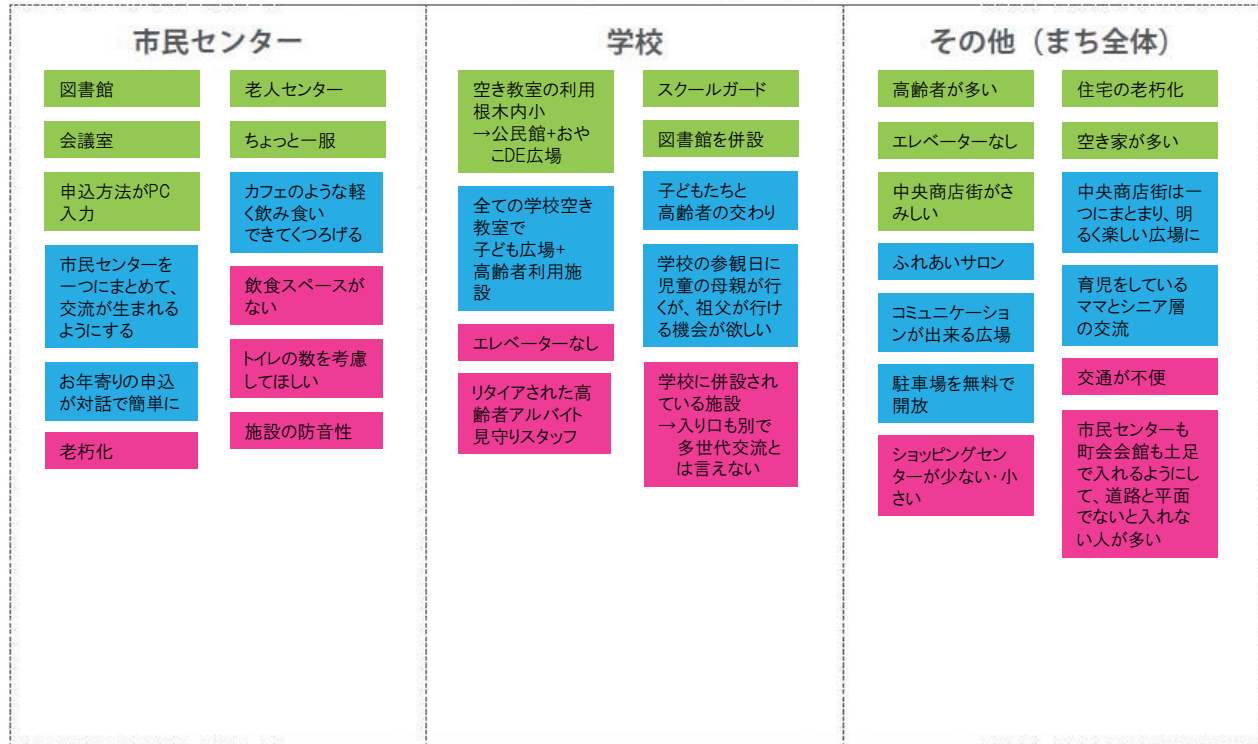 市民センター
図書館
会議室
申込方法がPC
入力
市民センターを
一つにまとめて、
交流が生まれる
ようにする
お年寄りの申込
が対話で簡単に
老朽化
老人センター
ちょっと一服
カフェのような軽
く飲み食い
できてくつろげる
飲食スペースが
ない
トイレの数を考慮
してほしい
施設の防音性
学校
空き教室の利用
根木内小
→公民館+おや
こDE広場
全ての学校空き
教室で
子ども広場+
高齢者利用施
設
エレベーターなし
リタイアされた高
齢者アルバイト
見守りスタッフ
スクールガード
図書館を併設
子どもたちと
高齢者の交わり
学校の参観日に
児童の母親が行
くが、祖父が行け
る機会が欲しい
学校に併設され
ている施設
→入り口も別で
多世代交流と
は言えない
その他（まち全体）
高齢者が多い
エレベーターなし
中央商店街がさ
みしい
ふれあいサロン
コミュニケーショ
ンが出来る広場
駐車場を無料で
開放
ショッピングセン
ターが少ない・小
さい
住宅の老朽化
空き家が多い
中央商店街は一
つにまとまり、明
るく楽しい広場に
育児をしている
ママとシニア層
の交流
交通が不便
市民センターも
町会会館も土足
で入れるようにし
て、道路と平面
でないと入れな
い人が多い